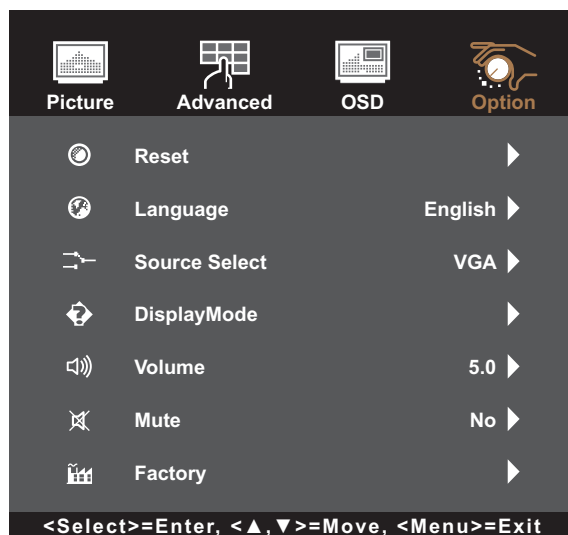 Picture Advanced OSD Option
Reset
Language English
Source Select VGA
DisplayMode
Volume 5.0
Mute No
Factory
<Select>=Enter, <▲,▼>=Move, <Menu>=Exit